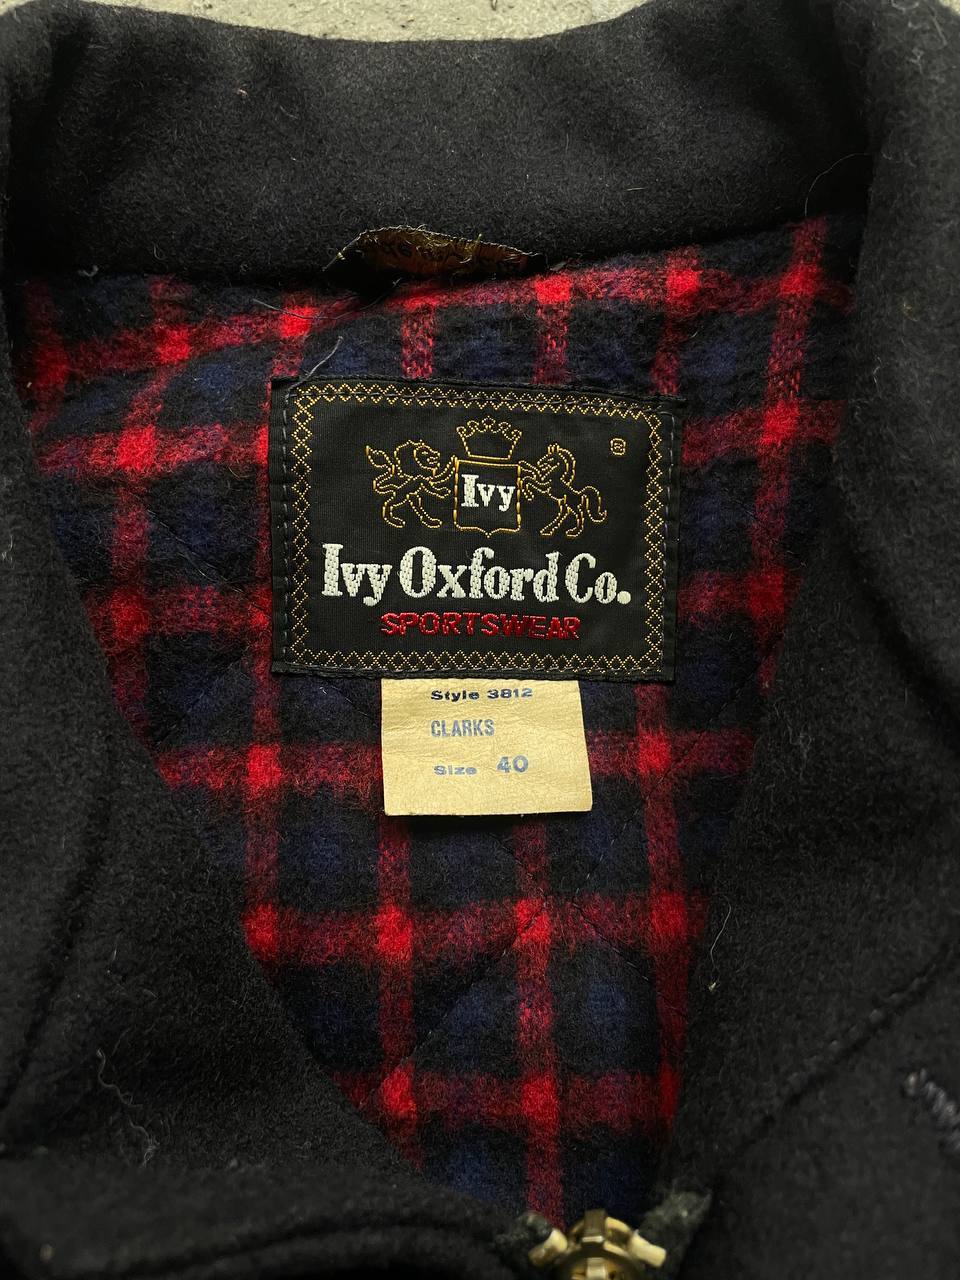 Ivy
®
Ivy Oxford Co.
SPORTSWEAR
Style 3812
CLARKS
Size 40